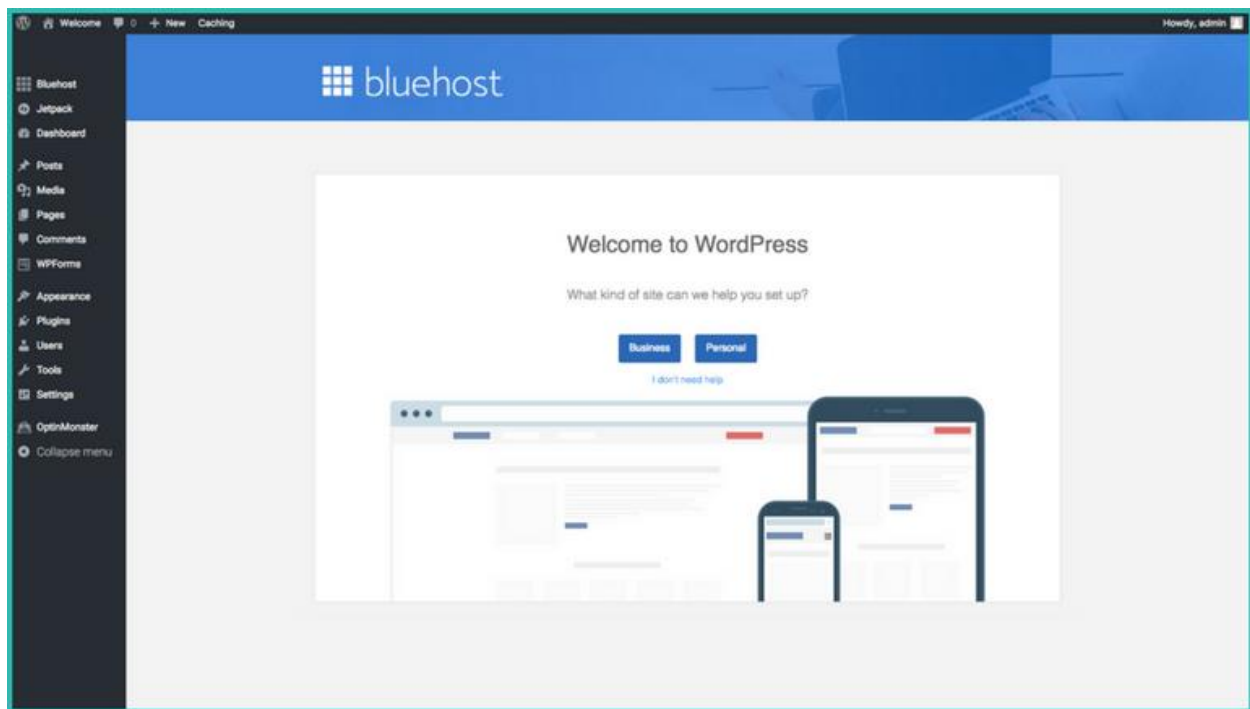 Welcome 0 + New Caching Howdy, admin
bluehost
Bluehost
Jetpack
Dashboard
Posts
Media
Pages
Comments
WPForms
Appearance
Plugins
Users
Tools
Settings
OptinMonster
Collapse menu
Welcome to WordPress
What kind of site can we help you set up?
Business Personal
I don't need help